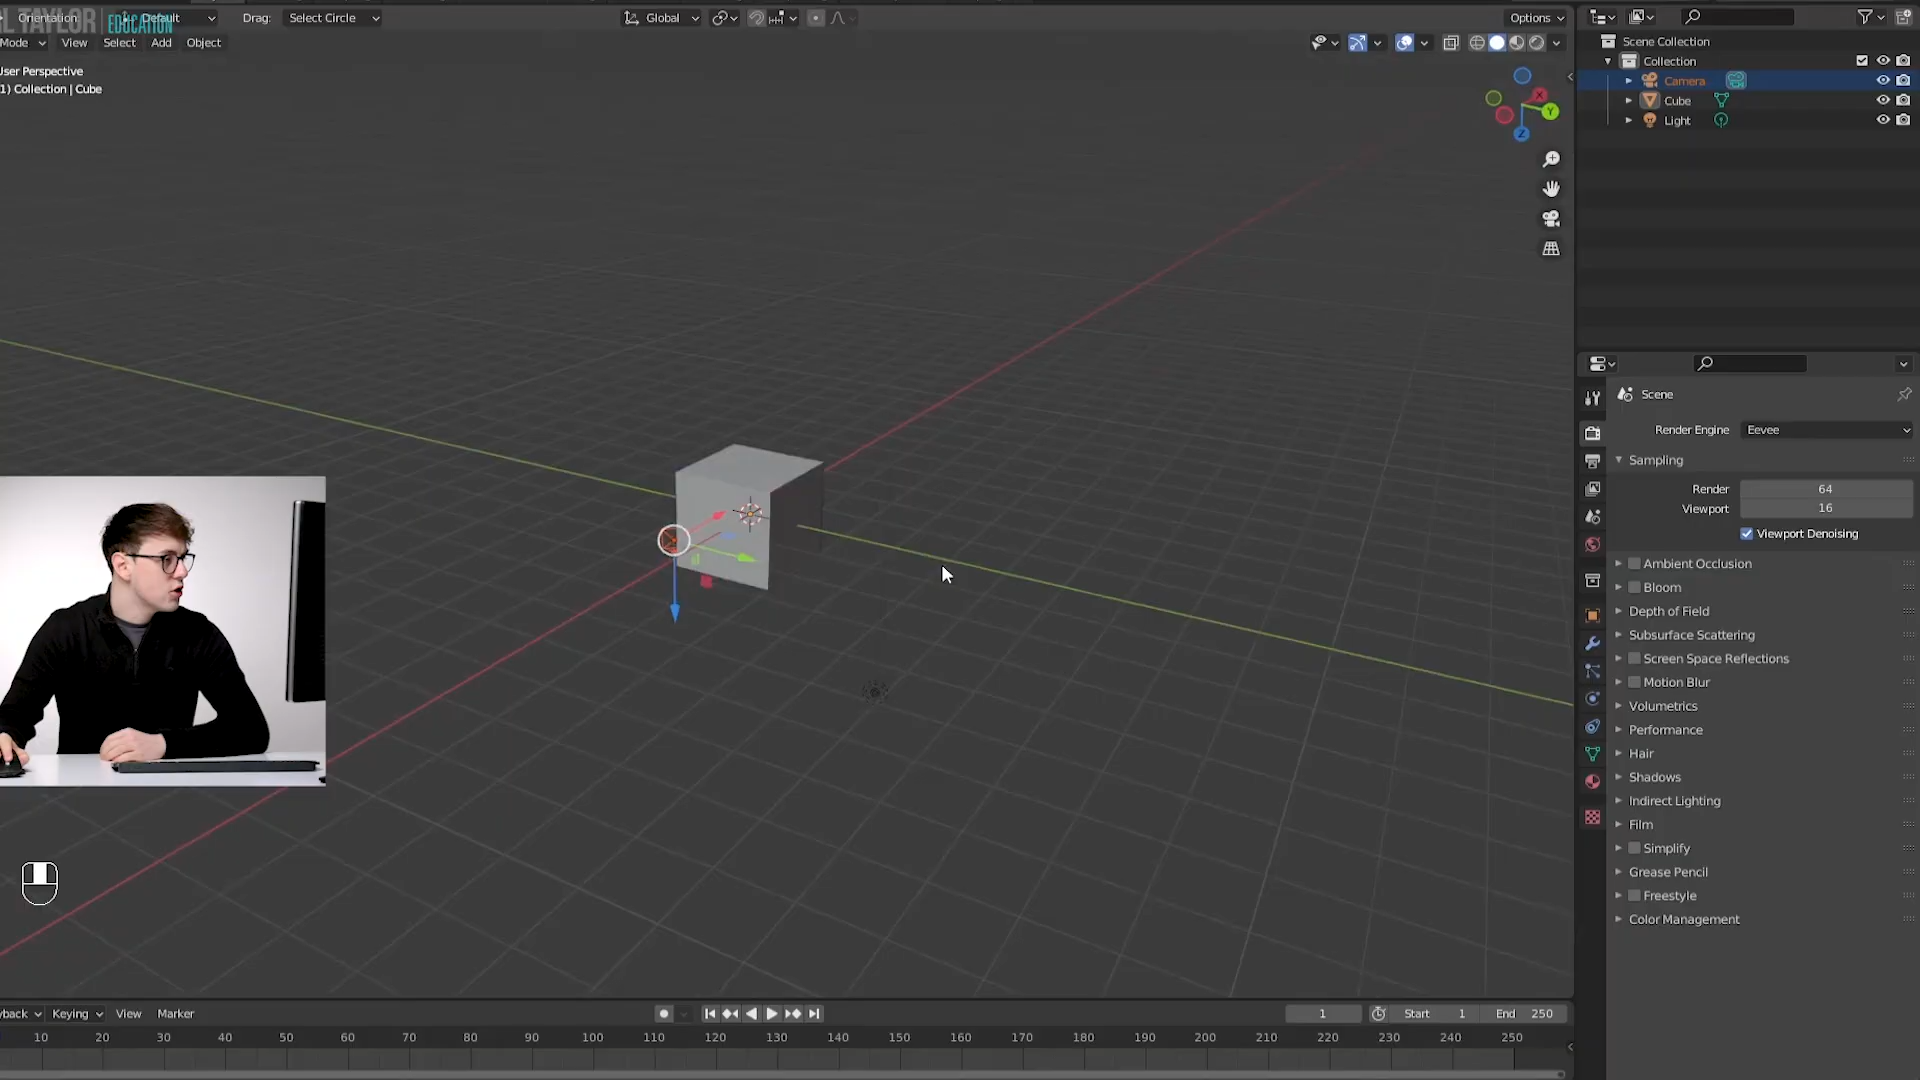 Orientation: Default Drag: Select Circle Global Options
L TAYLOR EDUCATION
Mode View Select Add Object
User Perspective
1) Collection | Cube
X
Y
Z
Scene Collection
Collection
Camera
Cube
Light
Scene
Render Engine Eevee
Sampling
Render 64
Viewport 16
Viewport Denoising
Ambient Occlusion
Bloom
Depth of Field
Subsurface Scattering
Screen Space Reflections
Motion Blur
Volumetrics
Performance
Hair
Shadows
Indirect Lighting
Film
Simplify
Grease Pencil
Freestyle
Color Management
yback Keying View Marker 1 Start 1 End 250
10 20 30 40 50 60 70 80 90 100 110 120 130 140 150 160 170 180 190 200 210 220 230 240 250